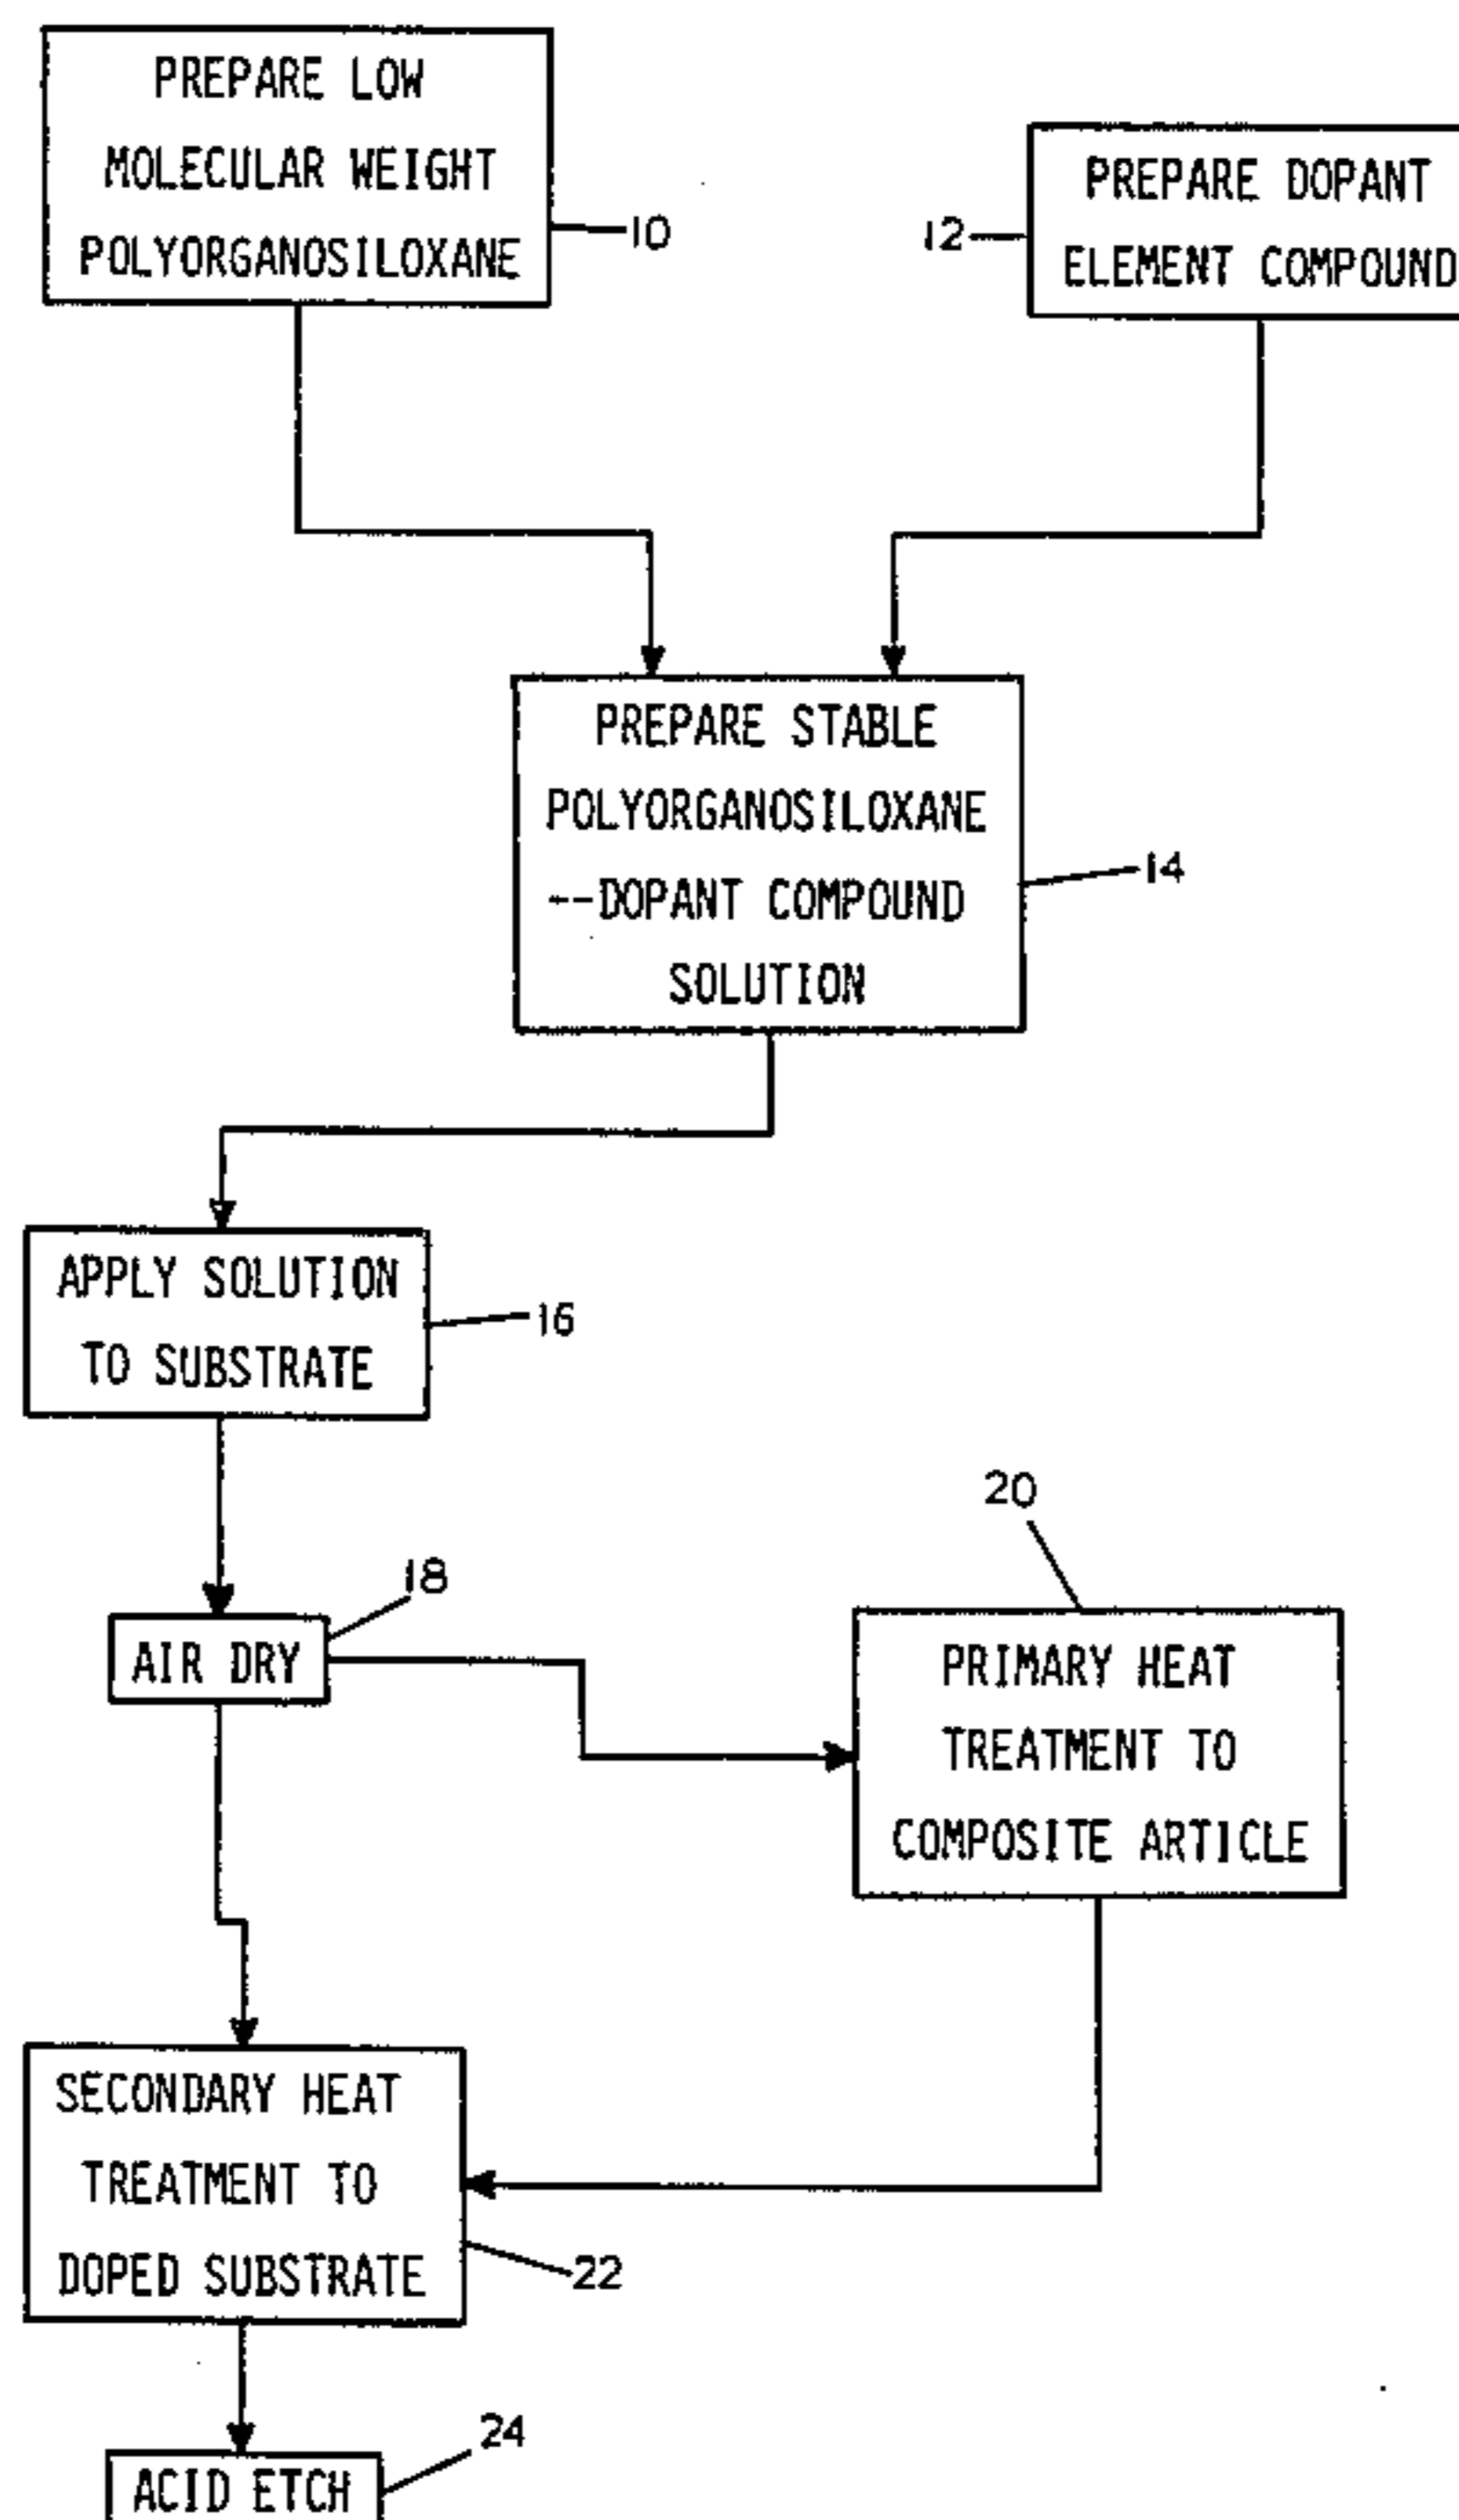 PREPARE LOW
MOLECULAR WEIGHT
POLYORGANOSILOXANE
10
PREPARE DOPANT
ELEMENT COMPOUND
12
PREPARE STABLE
POLYORGANOSILOXANE
--DOPANT COMPOUND
SOLUTION
14
APPLY SOLUTION
TO SUBSTRATE
16
AIR DRY
18
20
PRIMARY HEAT
TREATMENT TO
COMPOSITE ARTICLE
SECONDARY HEAT
TREATMENT TO
DOPED SUBSTRATE
22
ACID ETCH
24